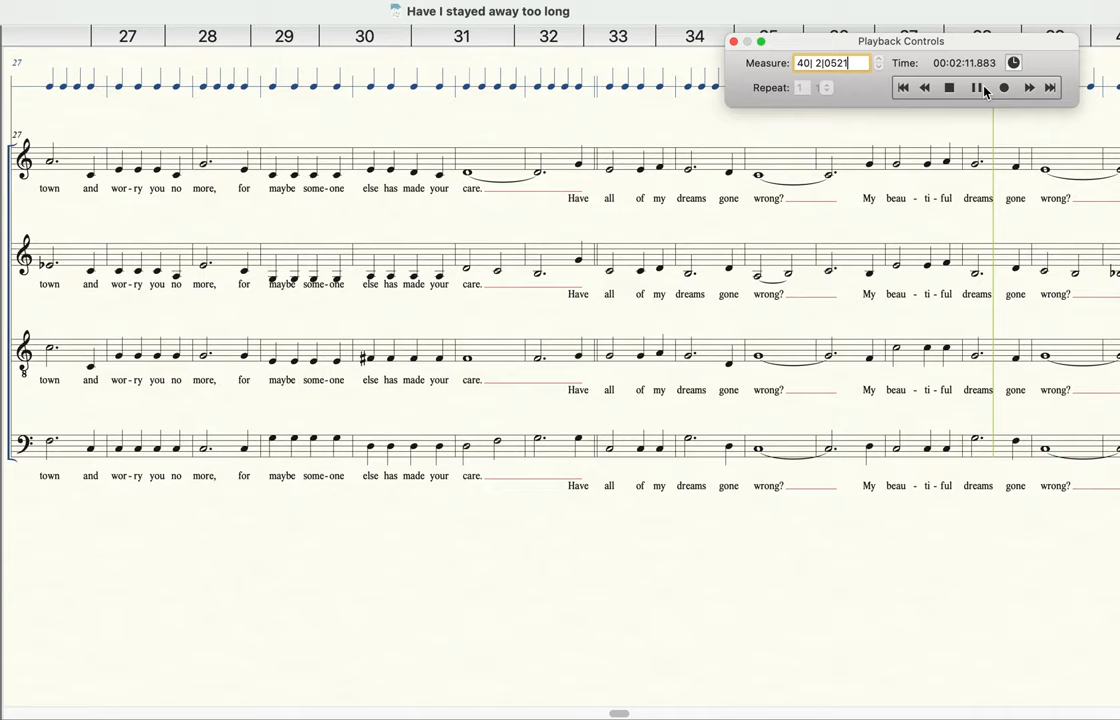 Have I stayed away too long
27 28 29 30 31 32 33 34
Playback Controls
Measure: 40| 2|0521 Time: 00:02:11.883
Repeat: 1 1
27
27
town and wor-ry you no more, for maybe some-one else has made your care.
Have all of my dreams gone wrong? My beau - ti - ful dreams gone wrong?
town and wor-ry you no more, for maybe some-one else has made your care.
Have all of my dreams gone wrong? My beau - ti - ful dreams gone wrong?
8
town and wor-ry you no more, for maybe some-one else has made your care.
Have all of my dreams gone wrong? My beau - ti - ful dreams gone wrong?
town and wor-ry you no more, for maybe some-one else has made your care.
Have all of my dreams gone wrong? My beau - ti - ful dreams gone wrong?